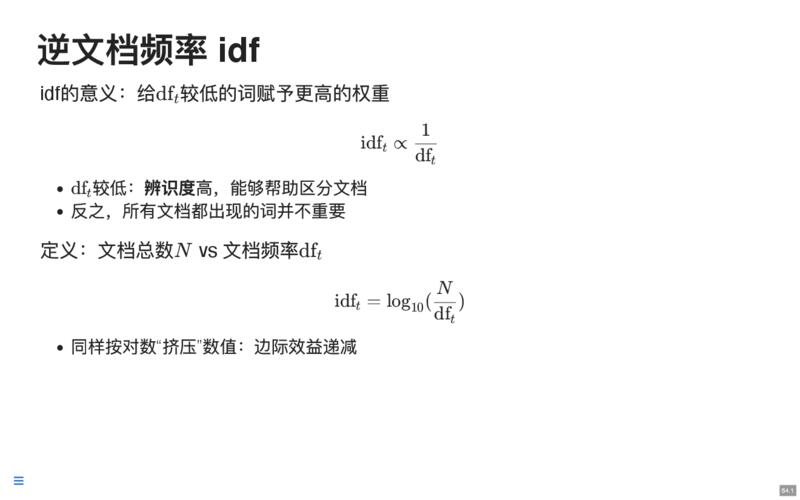 逆文档频率 idf
idf的意义：给$\mathrm{df}_t$较低的词赋予更高的权重
$\mathrm{idf}_t \propto \frac{1}{\mathrm{df}_t}$
• $\mathrm{df}_t$较低：辨识度高，能够帮助区分文档
• 反之，所有文档都出现的词并不重要
定义：文档总数$N$ vs 文档频率$\mathrm{df}_t$
$\mathrm{idf}_t = \log_{10}(\frac{N}{\mathrm{df}_t})$
• 同样按对数“挤压”数值：边际效益递减
54.1